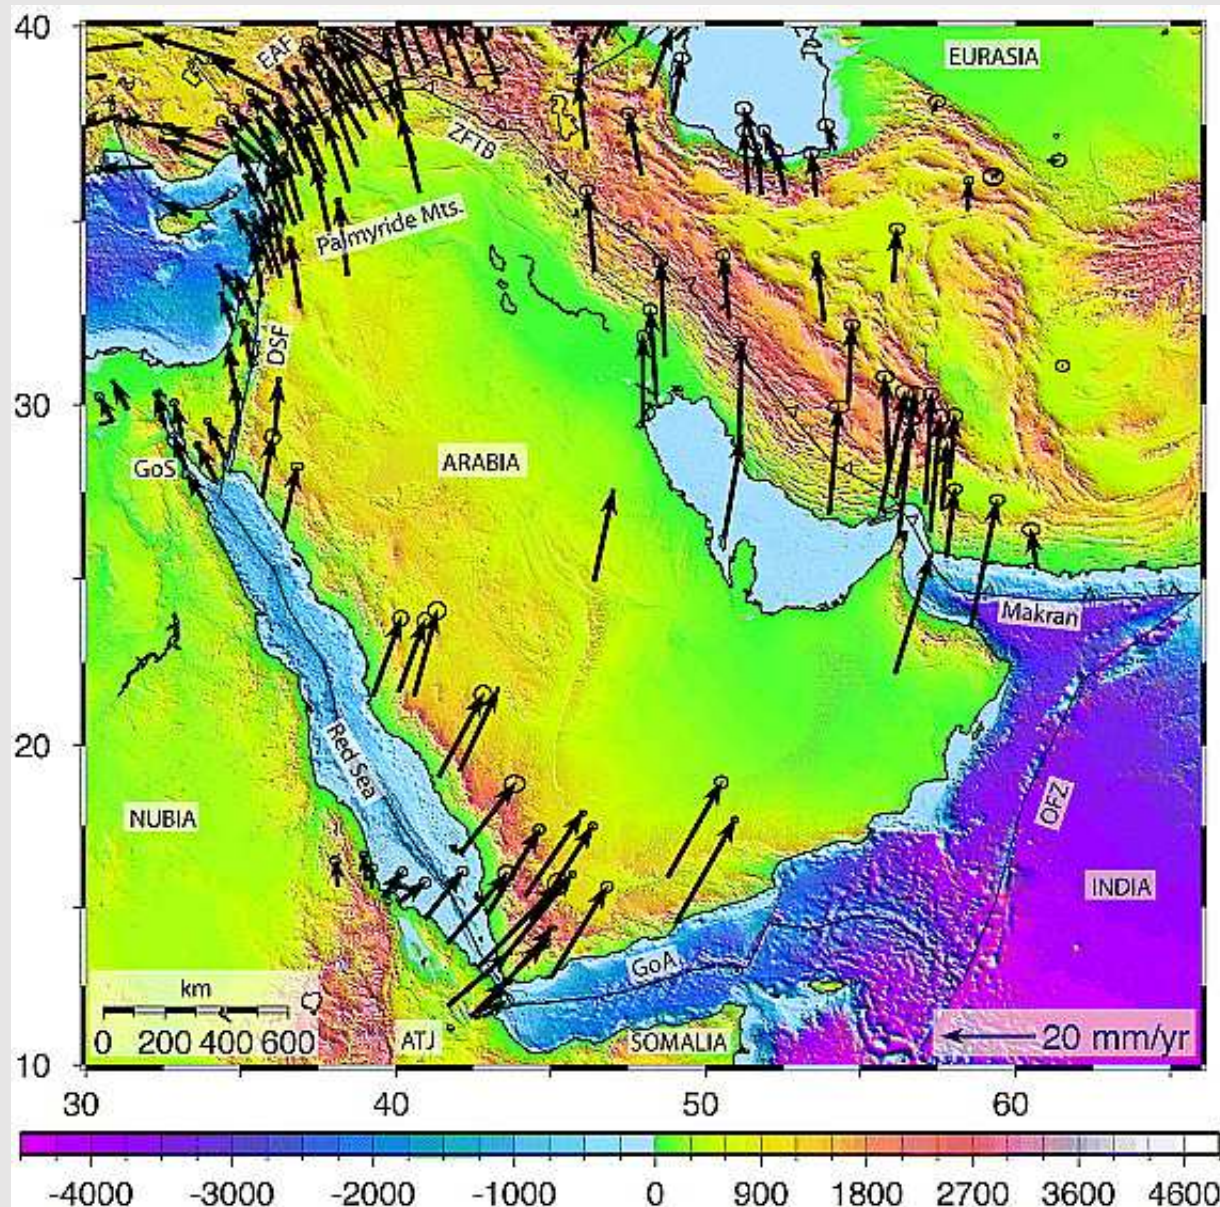 40
EAF
EURASIA
ZFTB
Palmyride Mts.
DSF
30
GoS
ARABIA
Makran
20
Red Sea
NUBIA
OFZ
INDIA
GoA
km
0 200 400 600
ATJ
SOMALIA
20 mm/yr
10
30 40 50 60
-4000 -3000 -2000 -1000 0 900 1800 2700 3600 4600